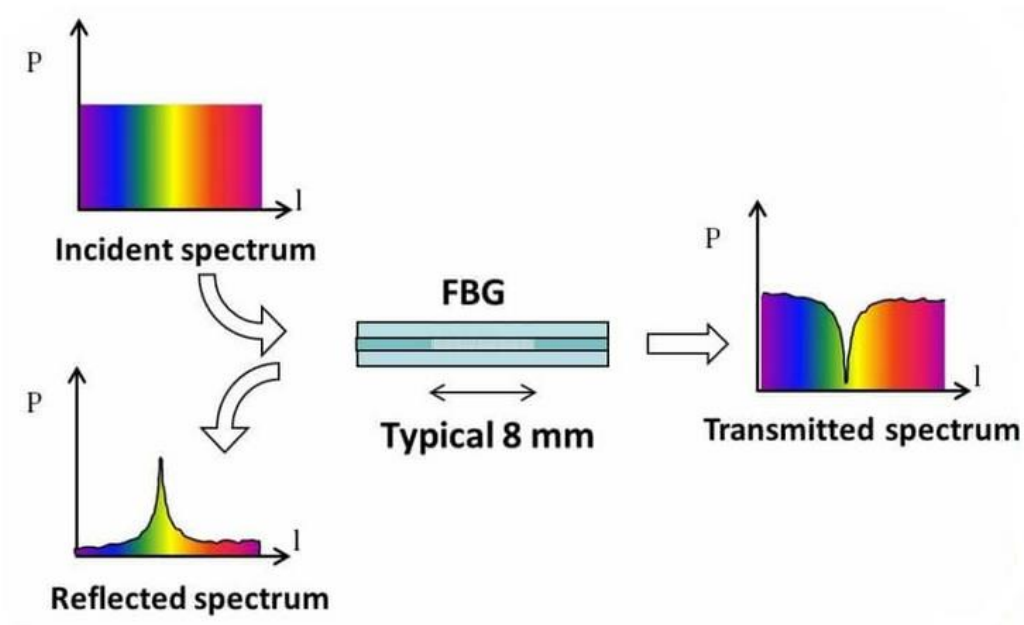 P
l
Incident spectrum
FBG
Typical 8 mm
P
l
Transmitted spectrum
P
l
Reflected spectrum